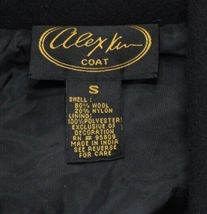 alex kim
COAT
S
SHELL:
80% WOOL
20% NYLON
LINING:
100% POLYESTER
EXCLUSIVE OF
DECORATION
RN # 95809
MADE IN INDIA
SEE REVERSE
FOR CARE